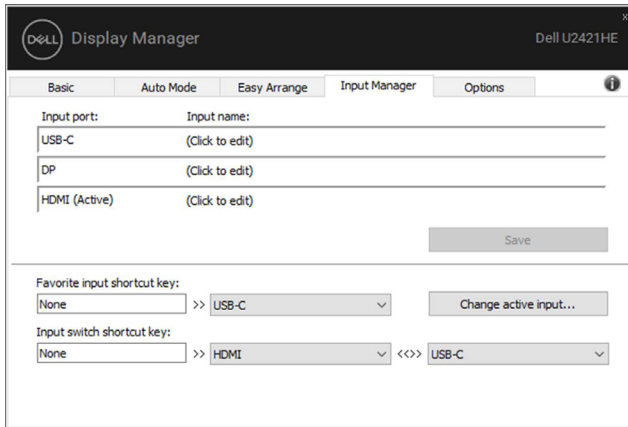 DELL Display Manager Dell U2421HE
x
Basic Auto Mode Easy Arrange Input Manager Options i
Input port: Input name:
USB-C (Click to edit)
DP (Click to edit)
HDMI (Active) (Click to edit)
Save
Favorite input shortcut key:
None >> USB-C Change active input...
Input switch shortcut key:
None >> HDMI <<>> USB-C